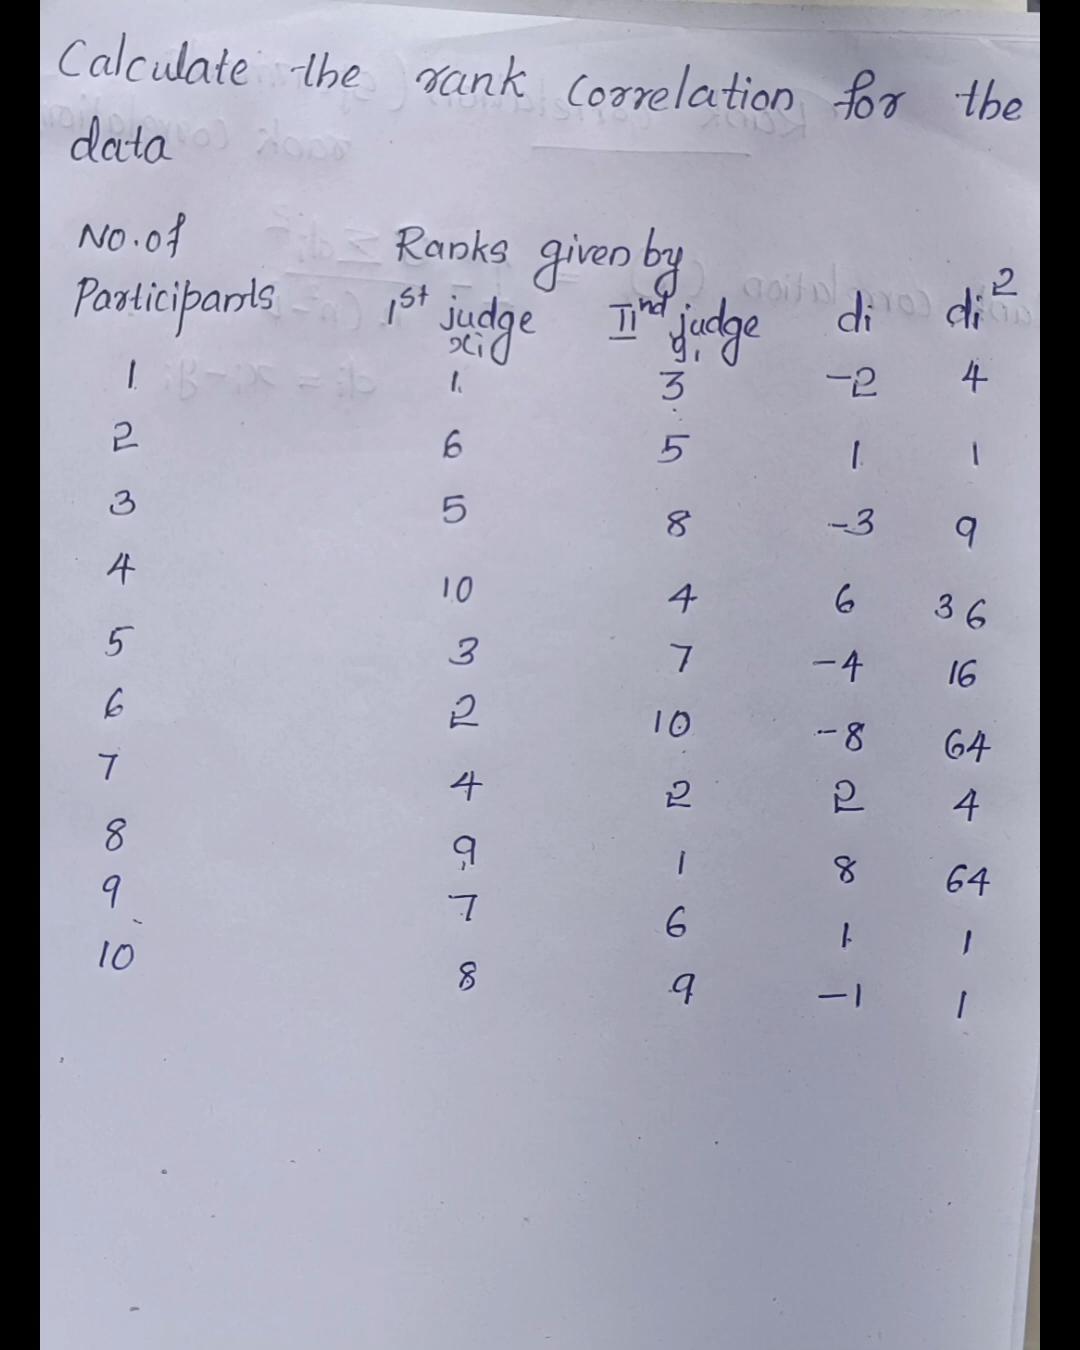 Calculate the rank correlation for the
data
No. of Ranks given by
Participants 1st judge IInd judge di di²
xi yi
1 1 3 -2 4
2 6 5 1 1
3 5 8 -3 9
4 10 4 6 36
5 3 7 -4 16
6 2 10 -8 64
7 4 2 2 4
8 9 1 8 64
9 7 6 1 1
10 8 9 -1 1